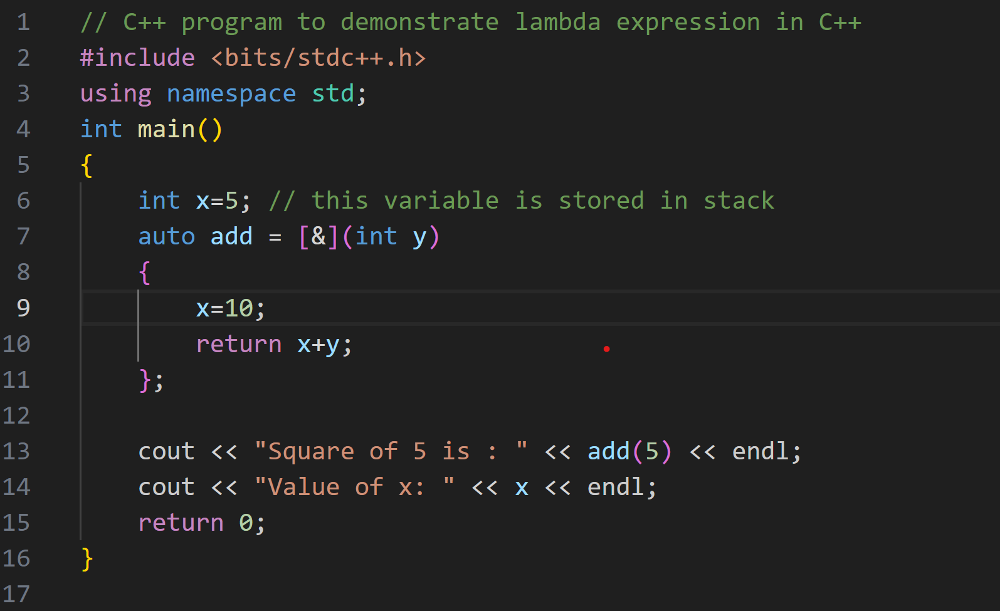 1 // C++ program to demonstrate lambda expression in C++
2 #include <bits/stdc++.h>
3 using namespace std;
4 int main()
5 {
6     int x=5; // this variable is stored in stack
7     auto add = [&](int y)
8     {
9         x=10;
10         return x+y;
11     };
12
13     cout << "Square of 5 is : " << add(5) << endl;
14     cout << "Value of x: " << x << endl;
15     return 0;
16 }
17